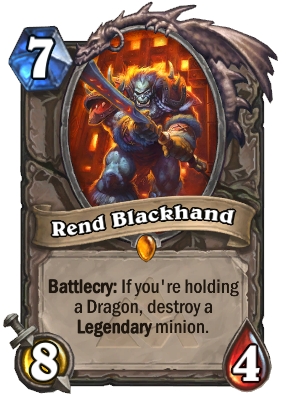 7
Rend Blackhand
Battlecry: If you're holding
a Dragon, destroy a
Legendary minion.
8
4